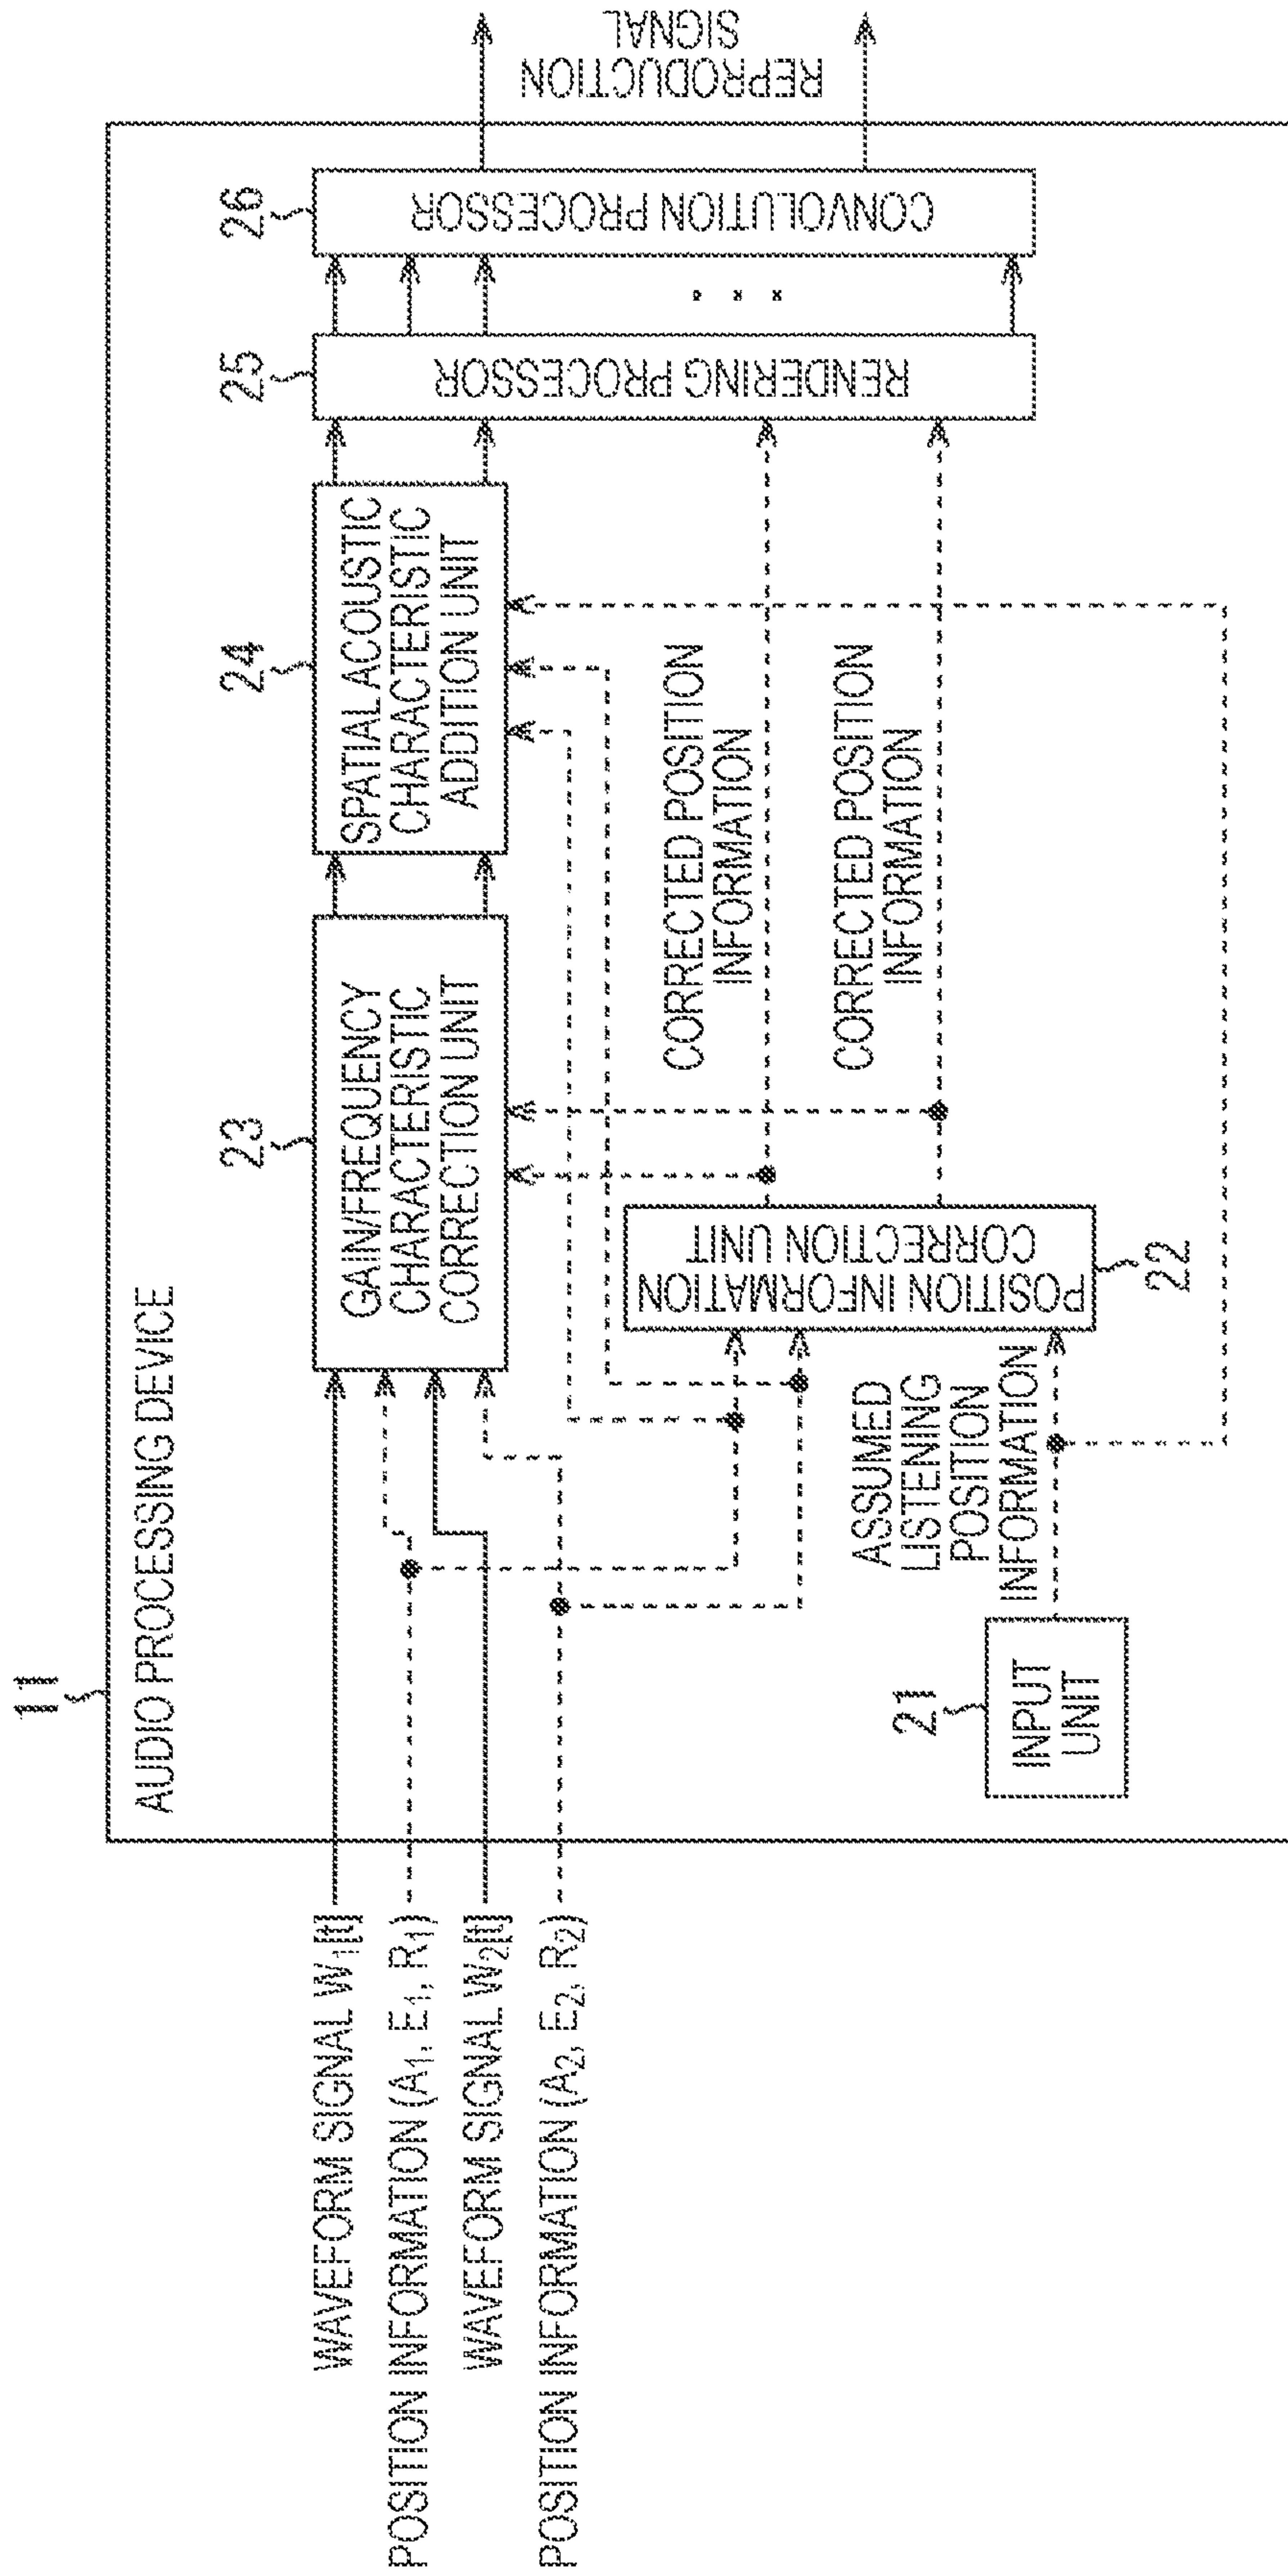 11
AUDIO PROCESSING DEVICE
WAVEFORM SIGNAL W₁[t]
POSITION INFORMATION (A₁, E₁, R₁)
WAVEFORM SIGNAL W₂[t]
POSITION INFORMATION (A₂, E₂, R₂)
23
GAIN/FREQUENCY
CHARACTERISTIC
CORRECTION UNIT
24
SPATIAL ACOUSTIC
CHARACTERISTIC
ADDITION UNIT
25
RENDERING PROCESSOR
26
CONVOLUTION PROCESSOR
REPRODUCTION
SIGNAL
21
INPUT
UNIT
ASSUMED
LISTENING
POSITION
INFORMATION
POSITION INFORMATION
CORRECTION UNIT
22
CORRECTED POSITION
INFORMATION
CORRECTED POSITION
INFORMATION